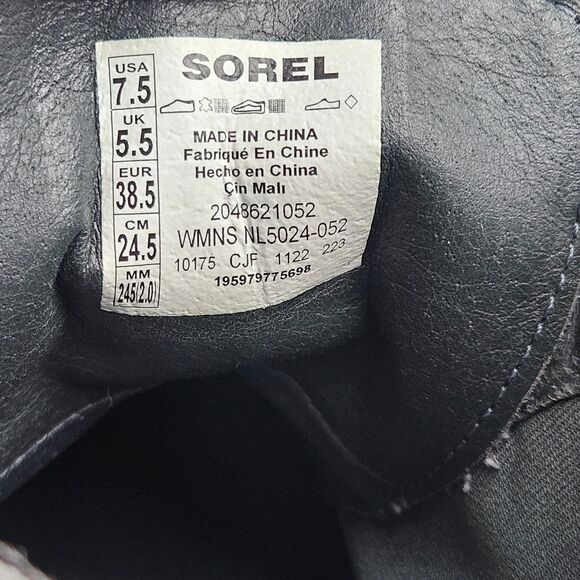 USA
7.5
UK
5.5
EUR
38.5
CM
24.5
MM
245(2.0)
SOREL
MADE IN CHINA
Fabriqué En Chine
Hecho en China
Çin Malı
2048621052
WMNS NL5024-052
10175 CJF 1122 223
195979775698